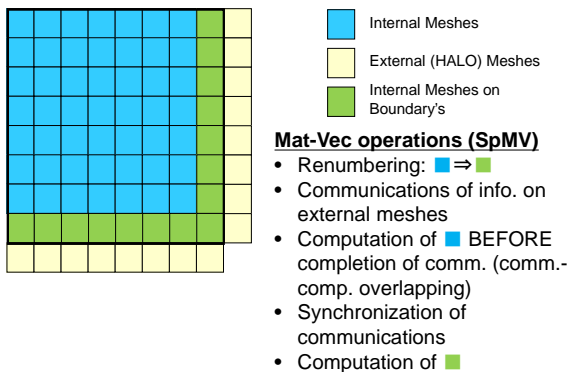 Internal Meshes
External (HALO) Meshes
Internal Meshes on
Boundary's
Mat-Vec operations (SpMV)
• Renumbering: ■⇒■
• Communications of info. on
external meshes
• Computation of ■ BEFORE
completion of comm. (comm.-
comp. overlapping)
• Synchronization of
communications
• Computation of ■